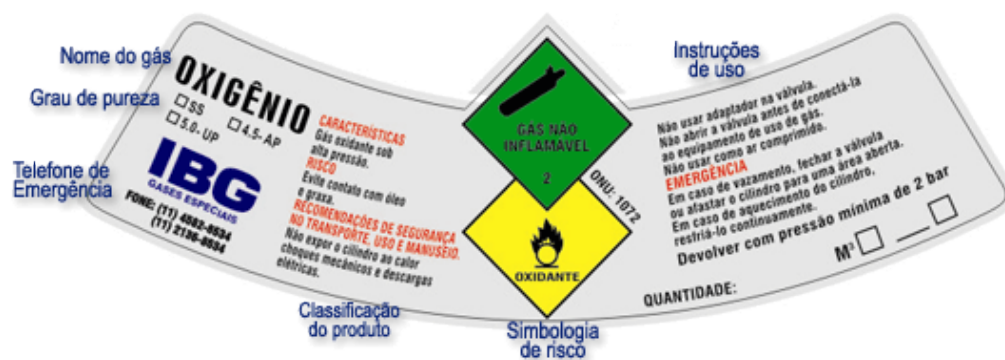 Nome do gás
Grau de pureza
Telefone de
Emergência
OXIGÊNIO
SS
4.5- AP
5.0- UP
IBG
GASES ESPECIAIS
FONE: (11) 4582-8534
(11) 2136-8534
CARACTERÍSTICAS
Gás oxidante sob
alta pressão.
RISCO
Evite contato com óleo
e graxa.
RECOMENDAÇÕES DE SEGURANÇA
NO TRANSPORTE, USO E MANUSEIO.
Não expor o cilindro ao calor
choques mecânicos e descargas
elétricas.
Classificação
do produto
GÁS NÃO
INFLAMÁVEL
2
ONU: 1072
OXIDANTE
Simbologia
de risco
Instruções
de uso
Não usar adaptador na válvula.
Não abrir a válvula antes de conectá-la
ao equipamento de uso de gás.
Não usar como ar comprimido.
EMERGÊNCIA
Em caso de vazamento, fechar a válvula
ou afastar o cilindro para uma área aberta.
Em caso de aquecimento do cilindro,
resfriá-lo continuamente.
Devolver com pressão mínima de 2 bar
QUANTIDADE:
M³